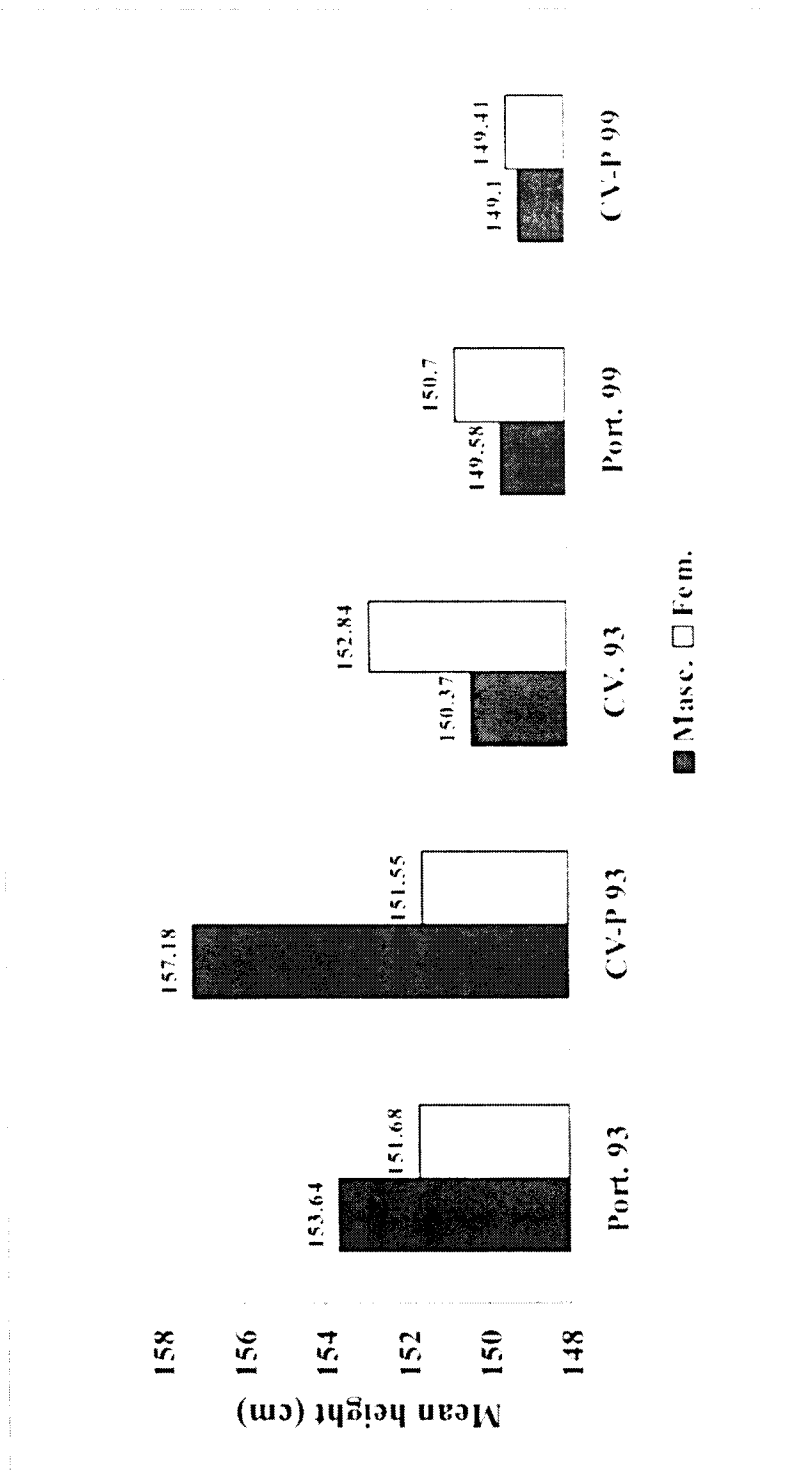 Mean height (cm)
158
156
154
152
150
148
153.64
151.68
157.18
151.55
150.37
152.84
149.58
150.7
149.1
149.41
Port. 93
CV-P 93
CV. 93
Port. 99
CV-P 99
Masc. Fem.